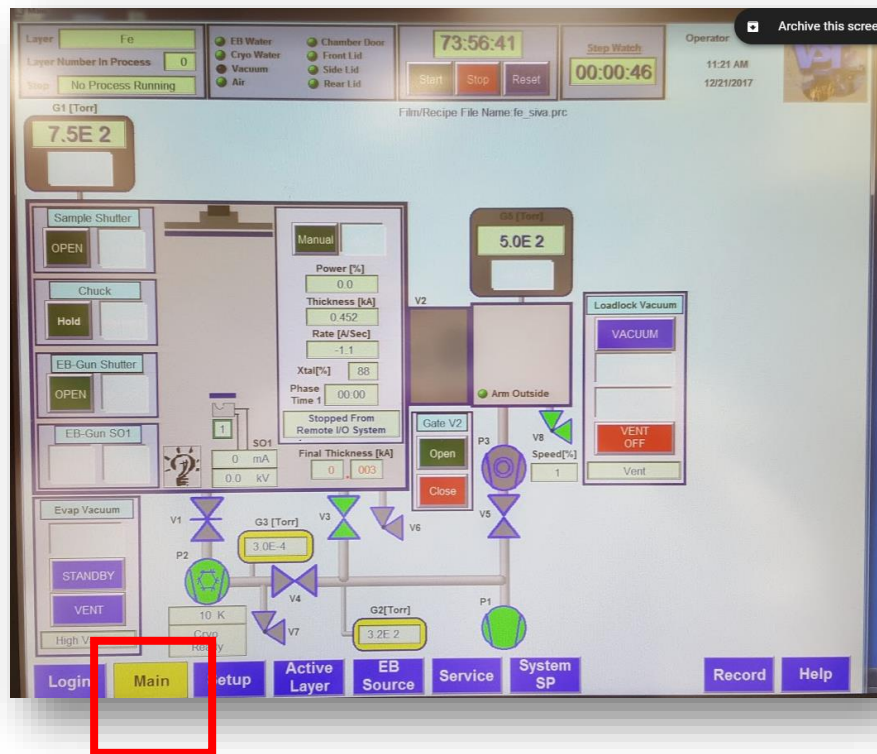 Archive this scree
Layer Fe
Layer Number In Process 0
Step No Process Running
EB Water
Cryo Water
Vacuum
Air
Chamber Door
Front Lid
Side Lid
Rear Lid
73:56:41
Start Stop Reset
Step Watch
00:00:46
Operator
11:21 AM
12/21/2017
Film/Recipe File Name:fe_siva.prc
G1 [Torr]
7.5E 2
Sample Shutter
OPEN
Chuck
Hold
EB-Gun Shutter
OPEN
EB-Gun SO1
1
SO1
0 mA
0.0 kV
Manual
Power [%]
0.0
Thickness [kA]
0.452
Rate [A/Sec]
-1.1
Xtal[%] 88
Phase
Time 1 00:00
Stopped From
Remote I/O System
Final Thickness [kA]
0 . 003
V2
G5 [Torr]
5.0E 2
Arm Outside
Gate V2
Open
Close
P3
V8
Speed[%]
1
V5
Loadlock Vacuum
VACUUM
VENT
OFF
Vent
Evap Vacuum
STANDBY
VENT
High V
V1
P2
10 K
Cryo
Ready
G3 [Torr]
3.0E-4
V3
V6
V4
V7
G2[Torr]
3.2E 2
P1
Login
Main
Setup
Active
Layer
EB
Source
Service
System
SP
Record
Help